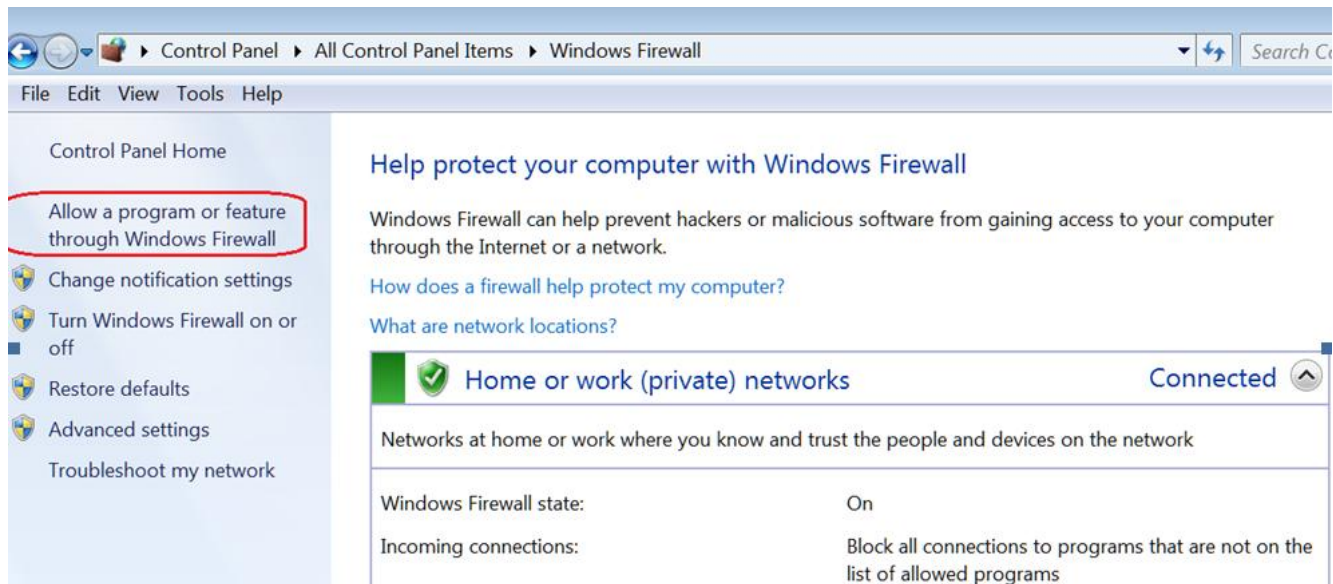 Control Panel ▸ All Control Panel Items ▸ Windows Firewall
Search
File Edit View Tools Help
Control Panel Home
Allow a program or feature
through Windows Firewall
Change notification settings
Turn Windows Firewall on or
off
Restore defaults
Advanced settings
Troubleshoot my network
Help protect your computer with Windows Firewall
Windows Firewall can help prevent hackers or malicious software from gaining access to your computer
through the Internet or a network.
How does a firewall help protect my computer?
What are network locations?
Home or work (private) networks
Connected
Networks at home or work where you know and trust the people and devices on the network
Windows Firewall state:
On
Incoming connections:
Block all connections to programs that are not on the
list of allowed programs